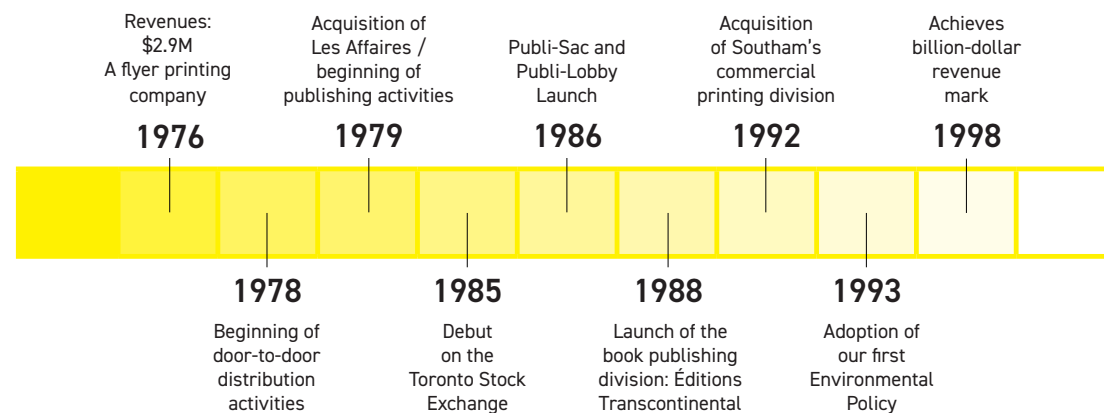 Revenues:
$2.9M
A flyer printing
company
1976
Acquisition of
Les Affaires /
beginning of
publishing activities
1979
Publi-Sac and
Publi-Lobby
Launch
1986
Acquisition
of Southam's
commercial
printing division
1992
Achieves
billion-dollar
revenue
mark
1998
1978
Beginning of
door-to-door
distribution
activities
1985
Debut
on the
Toronto Stock
Exchange
1988
Launch of the
book publishing
division: Éditions
Transcontinental
1993
Adoption of
our first
Environmental
Policy